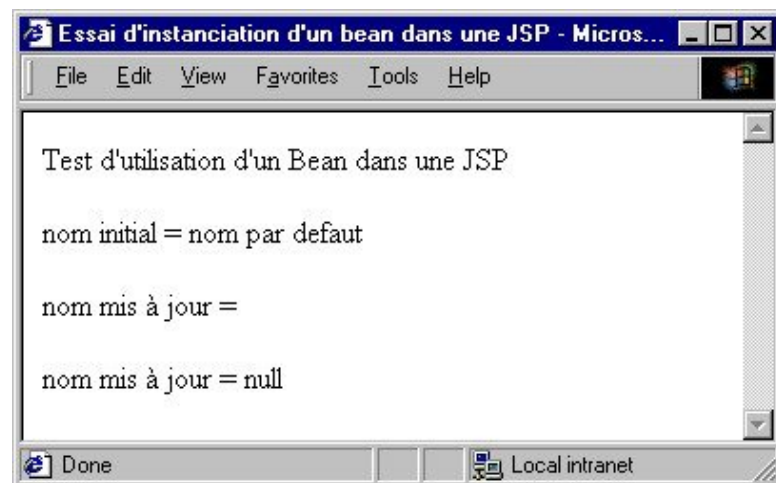 Essai d'instanciation d'un bean dans une JSP - Micros...
File Edit View Favorites Tools Help
Test d'utilisation d'un Bean dans une JSP
nom initial = nom par defaut
nom mis à jour =
nom mis à jour = null
Done Local intranet